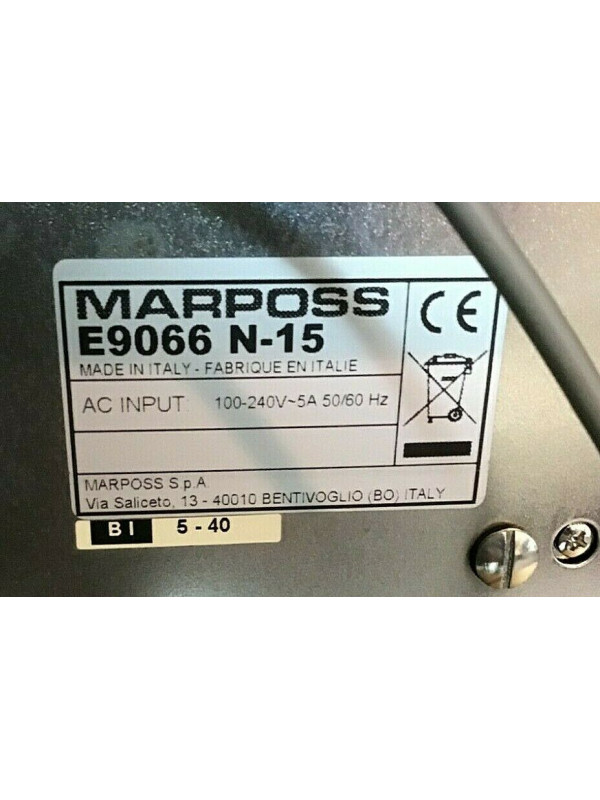 MARPOSS
E9066 N-15
MADE IN ITALY - FABRIQUE EN ITALIE
AC INPUT: 100-240V~5A 50/60 Hz
CE
MARPOSS S.p.A.
Via Saliceto, 13 - 40010 BENTIVOGLIO (BO) ITALY
B I 5 - 40